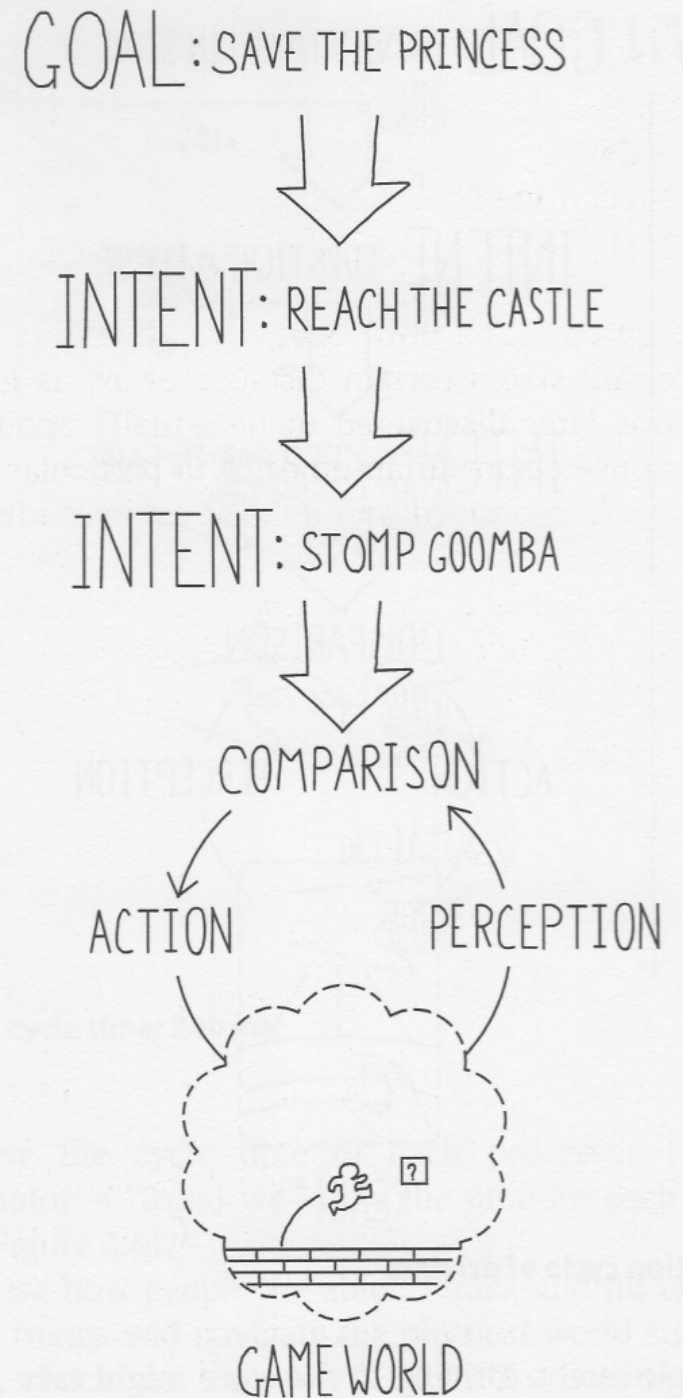 GOAL: SAVE THE PRINCESS
INTENT: REACH THE CASTLE
INTENT: STOMP GOOMBA
COMPARISON
ACTION
PERCEPTION
?
GAME WORLD